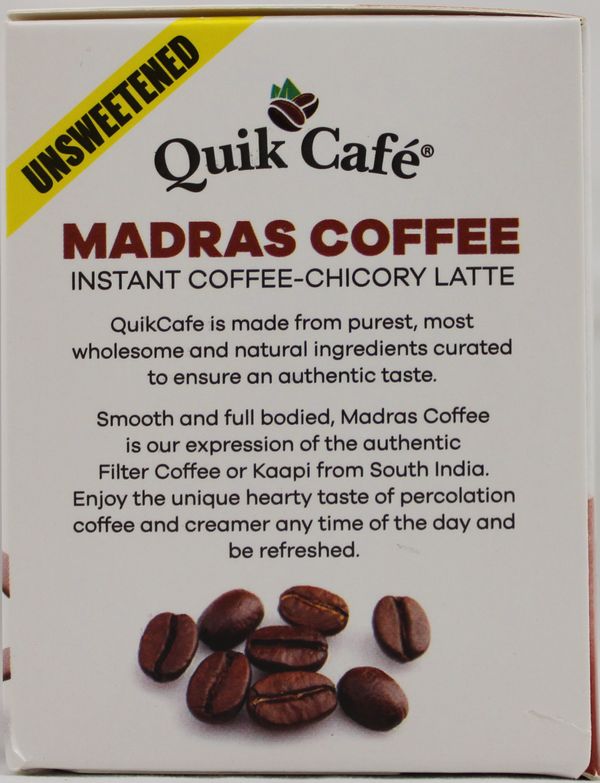 UNSWEETENED
Quik Café®
MADRAS COFFEE
INSTANT COFFEE-CHICORY LATTE
QuikCafe is made from purest, most
wholesome and natural ingredients curated
to ensure an authentic taste.
Smooth and full bodied, Madras Coffee
is our expression of the authentic
Filter Coffee or Kaapi from South India.
Enjoy the unique hearty taste of percolation
coffee and creamer any time of the day and
be refreshed.